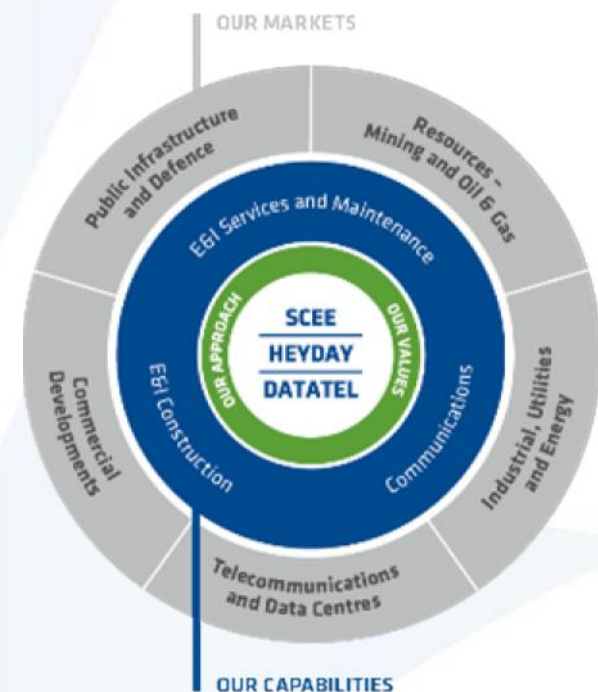 OUR MARKETS
Public Infrastructure
and Defence
Resources –
Mining and Oil & Gas
E&I Services and Maintenance
OUR APPROACH
OUR VALUES
SCEE
HEYDAY
DATATEL
Commercial
Developments
E&I Construction
Communications
Industrial, Utilities
and Energy
Telecommunications
and Data Centres
OUR CAPABILITIES